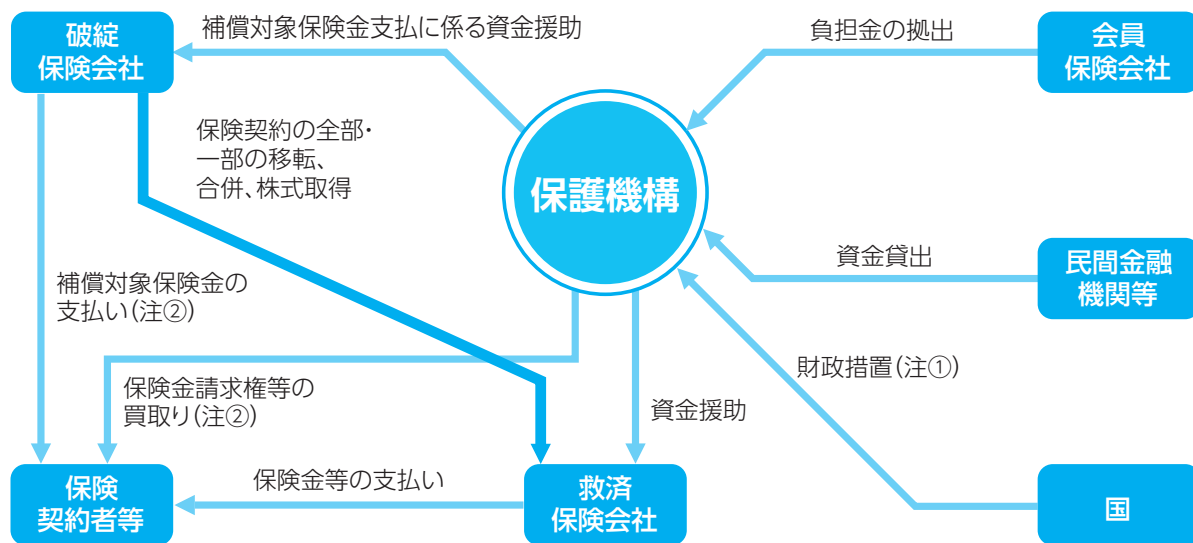 破綻
保険会社
補償対象保険金支払に係る資金援助
負担金の拠出
会員
保険会社
保険契約の全部・
一部の移転、
合併、株式取得
保護機構
資金貸出
民間金融
機関等
補償対象保険金の
支払い(注②)
財政措置(注①)
保険金請求権等の
買取り(注②)
資金援助
保険
契約者等
保険金等の支払い
救済
保険会社
国